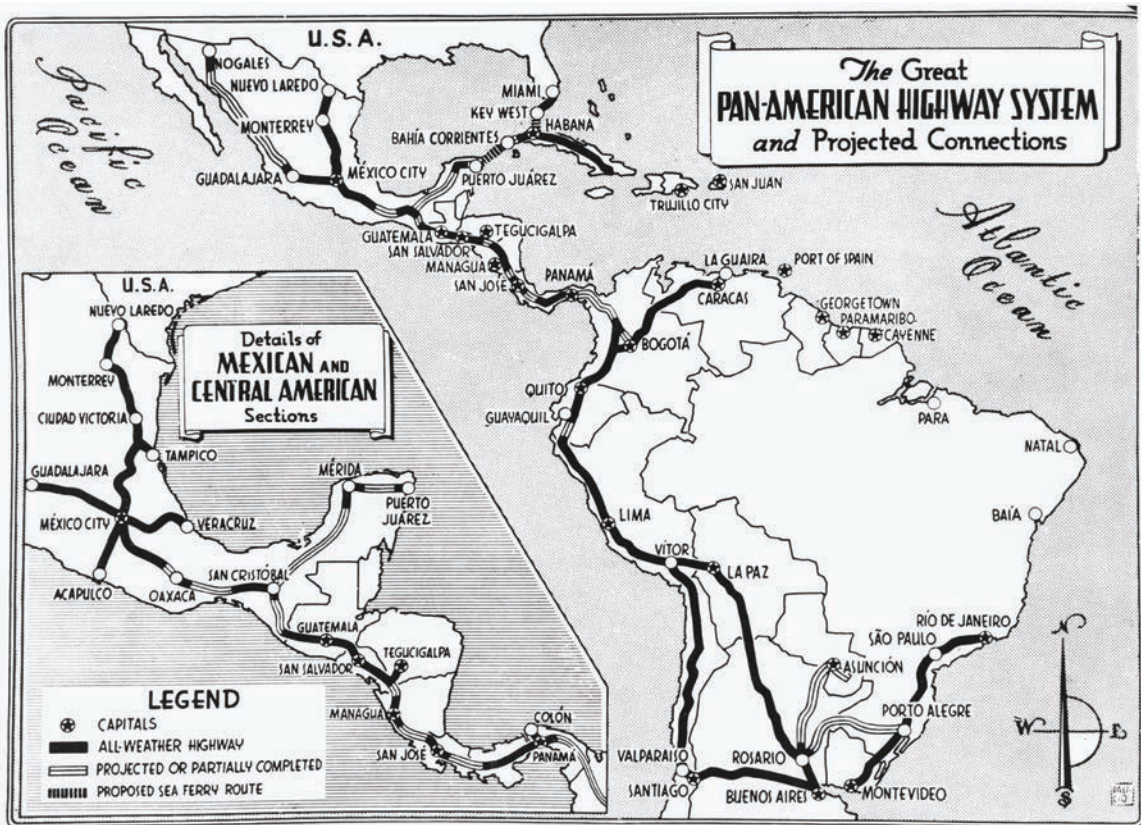 U.S.A.
The Great
PAN-AMERICAN HIGHWAY SYSTEM
and Projected Connections
Pacific
Ocean
Atlantic
Ocean
NOGALES
NUEVO LAREDO
MONTERREY
GUADALAJARA
MÉXICO CITY
MIAMI
KEY WEST
HABANA
BAHÍA CORRIENTES
PUERTO JUÁREZ
SAN JUAN
TRUJILLO CITY
GUATEMALA
TEGUCIGALPA
SAN SALVADOR
MANAGUA
SAN JOSÉ
PANAMÁ
LA GUAIRA
PORT OF SPAIN
CARACAS
GEORGETOWN
PARAMARIBO
CAYENNE
BOGOTÁ
QUITO
GUAYAQUIL
PARA
NATAL
BAÍA
LIMA
VÍTOR
LA PAZ
RÍO DE JANEIRO
SÃO PAULO
ASUNCIÓN
PORTO ALEGRE
VALPARAÍSO
ROSARIO
SANTIAGO
BUENOS AIRES
MONTEVIDEO
N
W
E
S
U.S.A.
Details of
MEXICAN AND
CENTRAL AMERICAN
Sections
NUEVO LAREDO
MONTERREY
CIUDAD VICTORIA
TAMPICO
GUADALAJARA
MÉXICO CITY
VERACRUZ
MÉRIDA
PUERTO
JUÁREZ
ACAPULCO
OAXACA
SAN CRISTÓBAL
GUATEMALA
TEGUCIGALPA
SAN SALVADOR
MANAGUA
SAN JOSÉ
COLÓN
PANAMÁ
LEGEND
CAPITALS
ALL-WEATHER HIGHWAY
PROJECTED OR PARTIALLY COMPLETED
PROPOSED SEA FERRY ROUTE